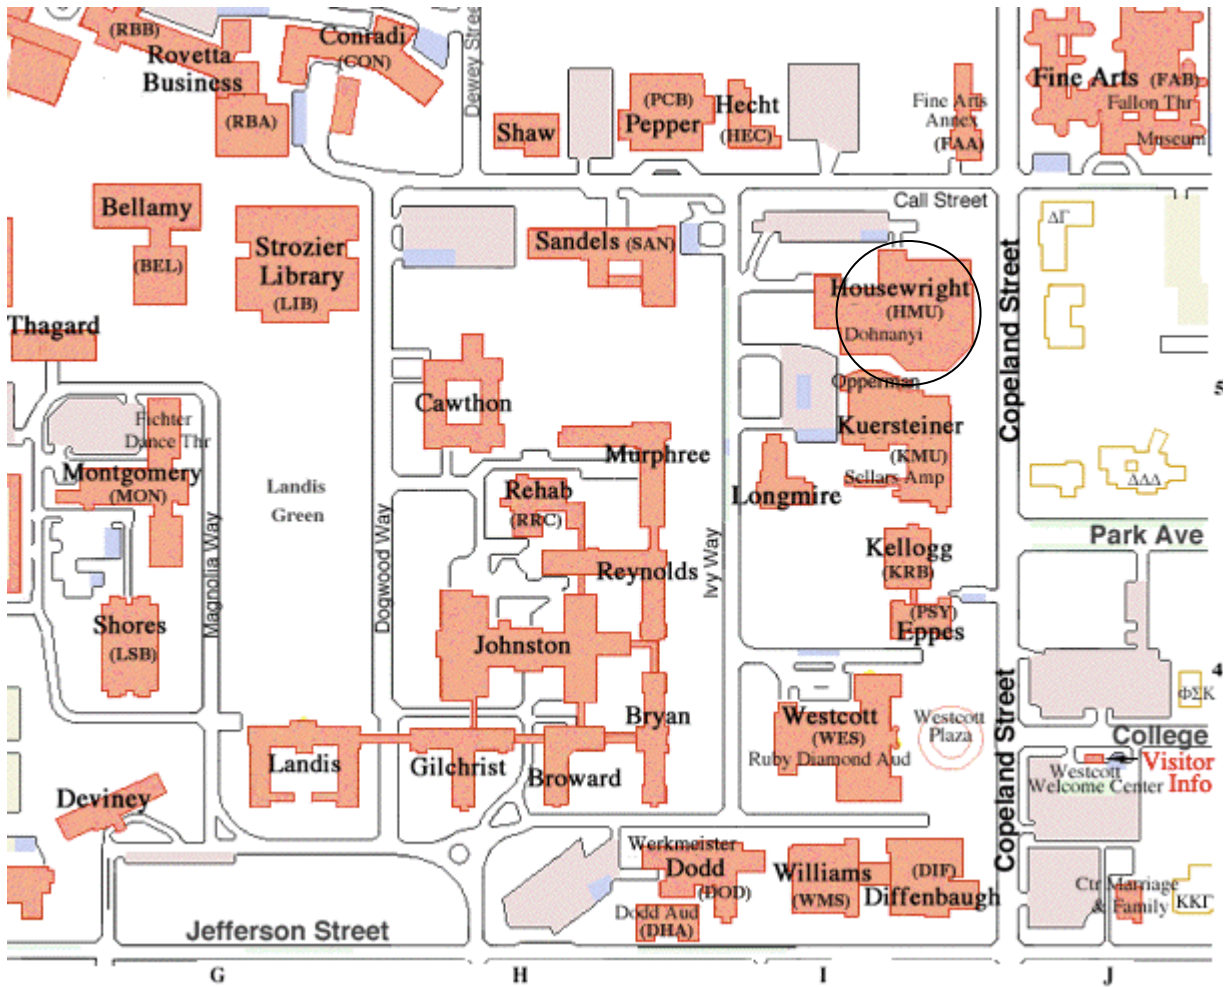 (RBB)
Rovetta
Business
(RBA)
Conradi
(CON)
Dewey Stree
Shaw
(PCB)
Pepper
Hecht
(HEC)
Fine Arts
Annex
(FAA)
Fine Arts (FAB)
Fallon Thr
Museum
Call Street
Bellamy
(BEL)
Strozier
Library
(LIB)
Sandels (SAN)
Housewright
(HMU)
Dohnanyi
Copeland Street
ΔΓ
Thagard
Cawthon
Opperman
Kuersteiner
(KMU)
Sellars Amp
5
Fichter
Dance Thr
Montgomery
(MON)
Landis
Green
Murphree
Rehab
(RRC)
Longmire
ΔΔΔ
Park Ave
Magnolia Way
Dogwood Way
Ivy Way
Reynolds
Kellogg
(KRB)
(PSY)
Eppes
Shores
(LSB)
Johnston
4
ΦΣΚ
Bryan
Westcott
(WES)
Ruby Diamond Aud
Westcott
Plaza
Copeland Street
College
Visitor
Info
Westcott
Welcome Center
Landis
Gilchrist
Broward
Deviney
Werkmeister
Dodd
(DOD)
Dodd Aud
(DHA)
Williams
(WMS)
(DIF)
Diffenbaugh
Ctr Marriage
& Family
ΚΚΓ
Jefferson Street
G
H
I
J